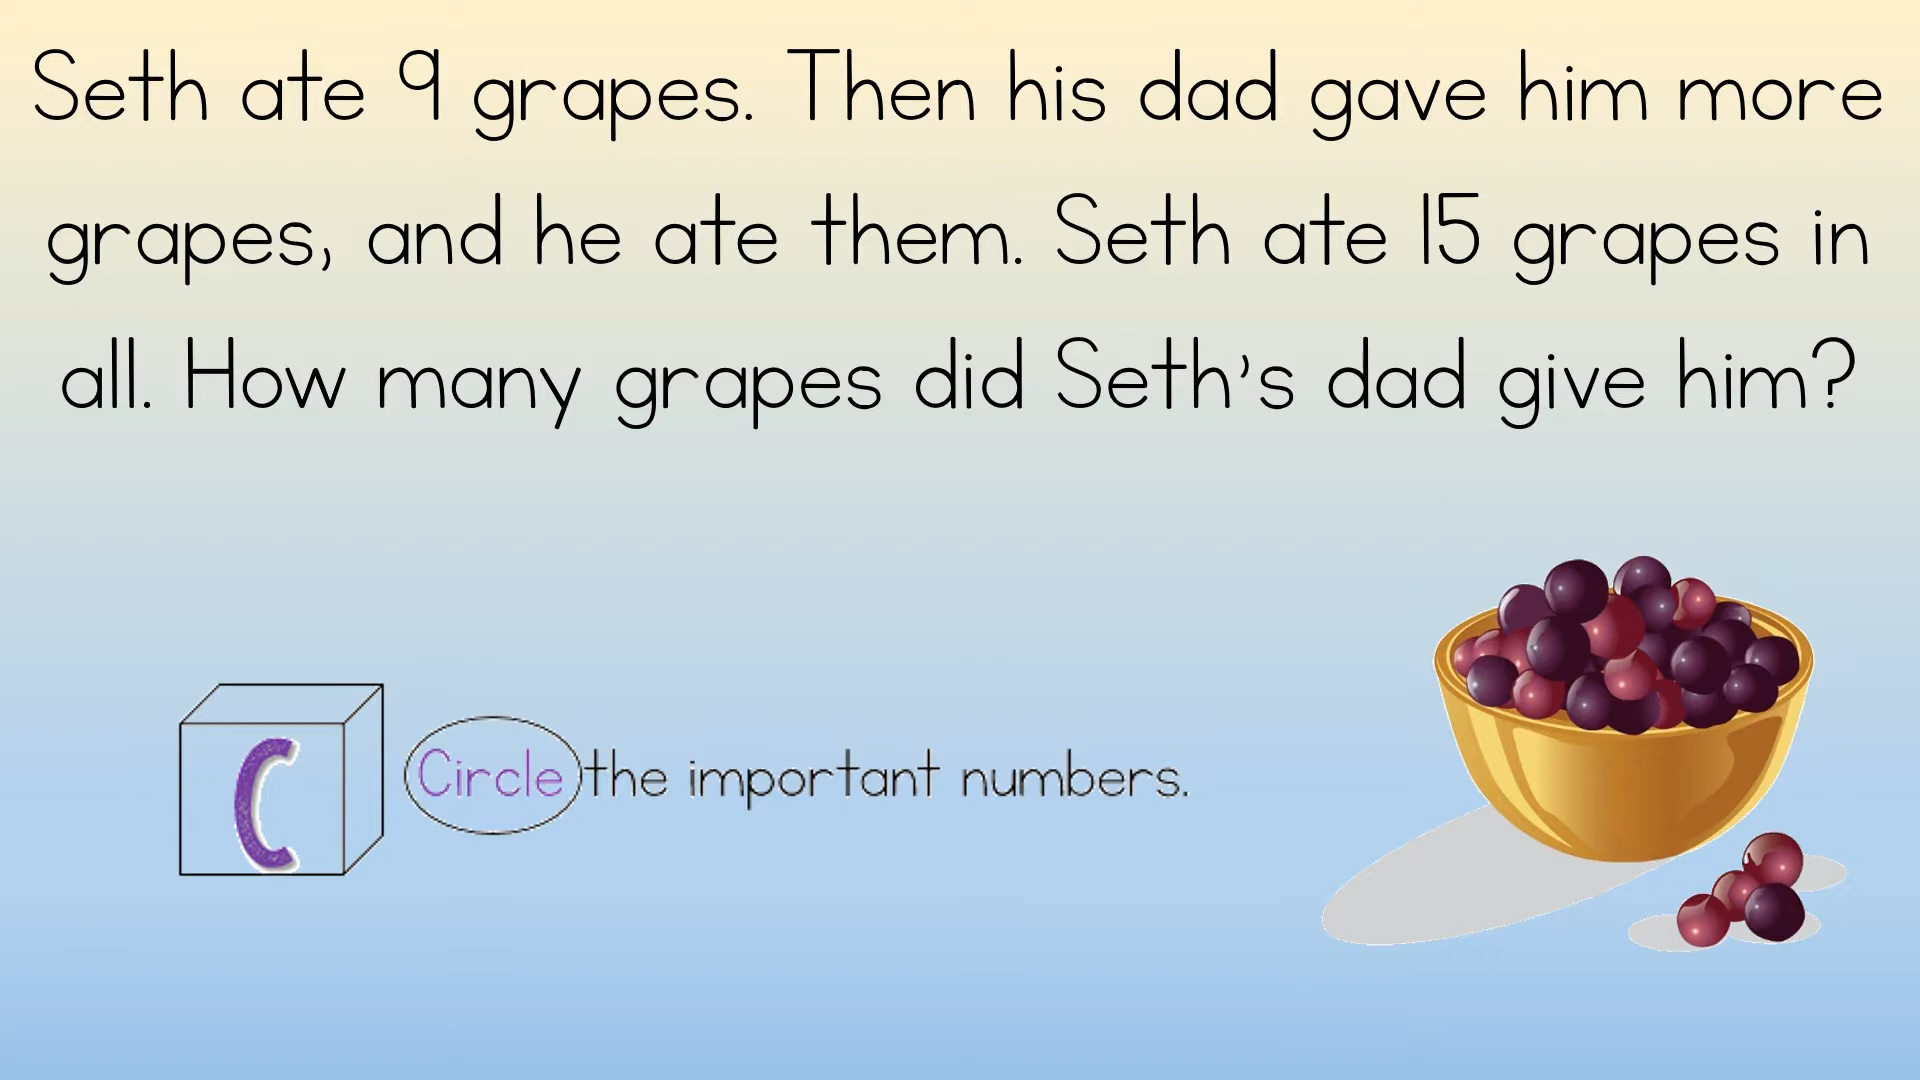 Seth ate 9 grapes. Then his dad gave him more
grapes, and he ate them. Seth ate 15 grapes in
all. How many grapes did Seth's dad give him?
C
Circle the important numbers.